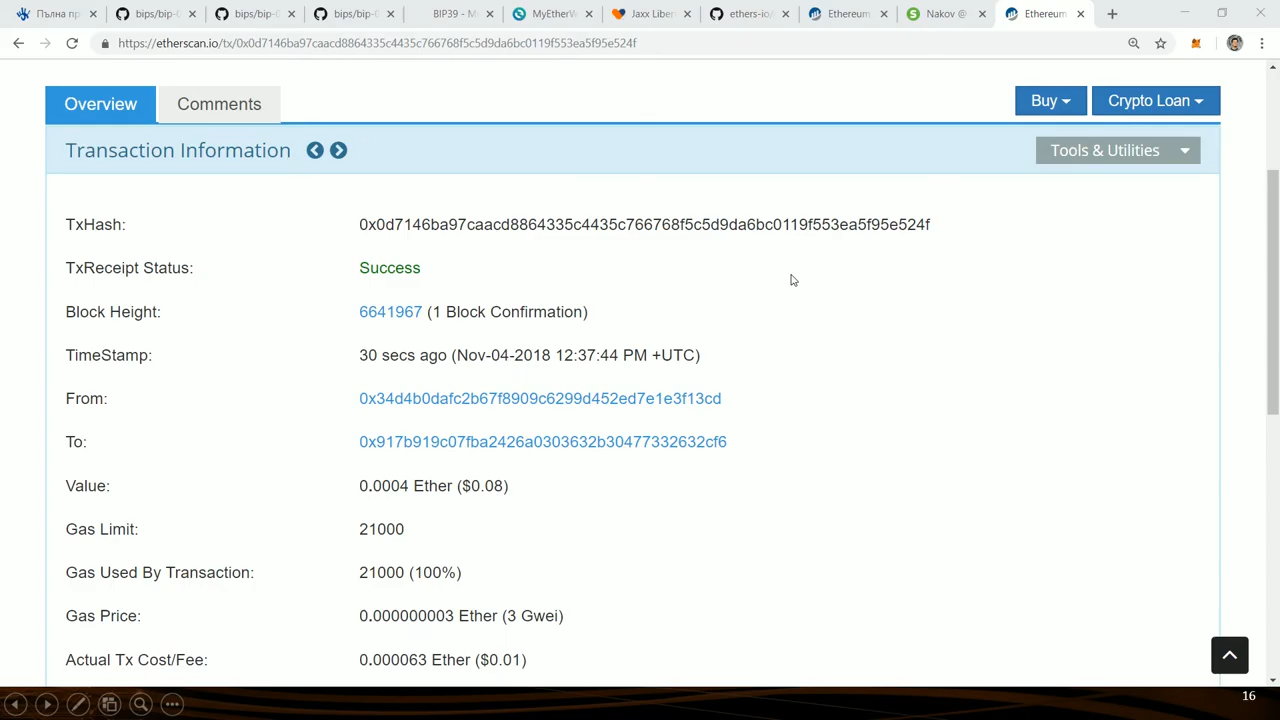 Пълна пр
bips/bip-0
bips/bip-0
bips/bip-0
BIP39 - M
MyEtherW
Jaxx Liber
ethers-io/
Ethereum
Nakov @
Ethereum
https://etherscan.io/tx/0x0d7146ba97caacd8864335c4435c766768f5c5d9da6bc0119f553ea5f95e524f
Overview Comments Buy Crypto Loan
Transaction Information Tools & Utilities
TxHash: 0x0d7146ba97caacd8864335c4435c766768f5c5d9da6bc0119f553ea5f95e524f
TxReceipt Status: Success
Block Height: 6641967 (1 Block Confirmation)
TimeStamp: 30 secs ago (Nov-04-2018 12:37:44 PM +UTC)
From: 0x34d4b0dafc2b67f8909c6299d452ed7e1e3f13cd
To: 0x917b919c07fba2426a0303632b30477332632cf6
Value: 0.0004 Ether ($0.08)
Gas Limit: 21000
Gas Used By Transaction: 21000 (100%)
Gas Price: 0.000000003 Ether (3 Gwei)
Actual Tx Cost/Fee: 0.000063 Ether ($0.01)
16